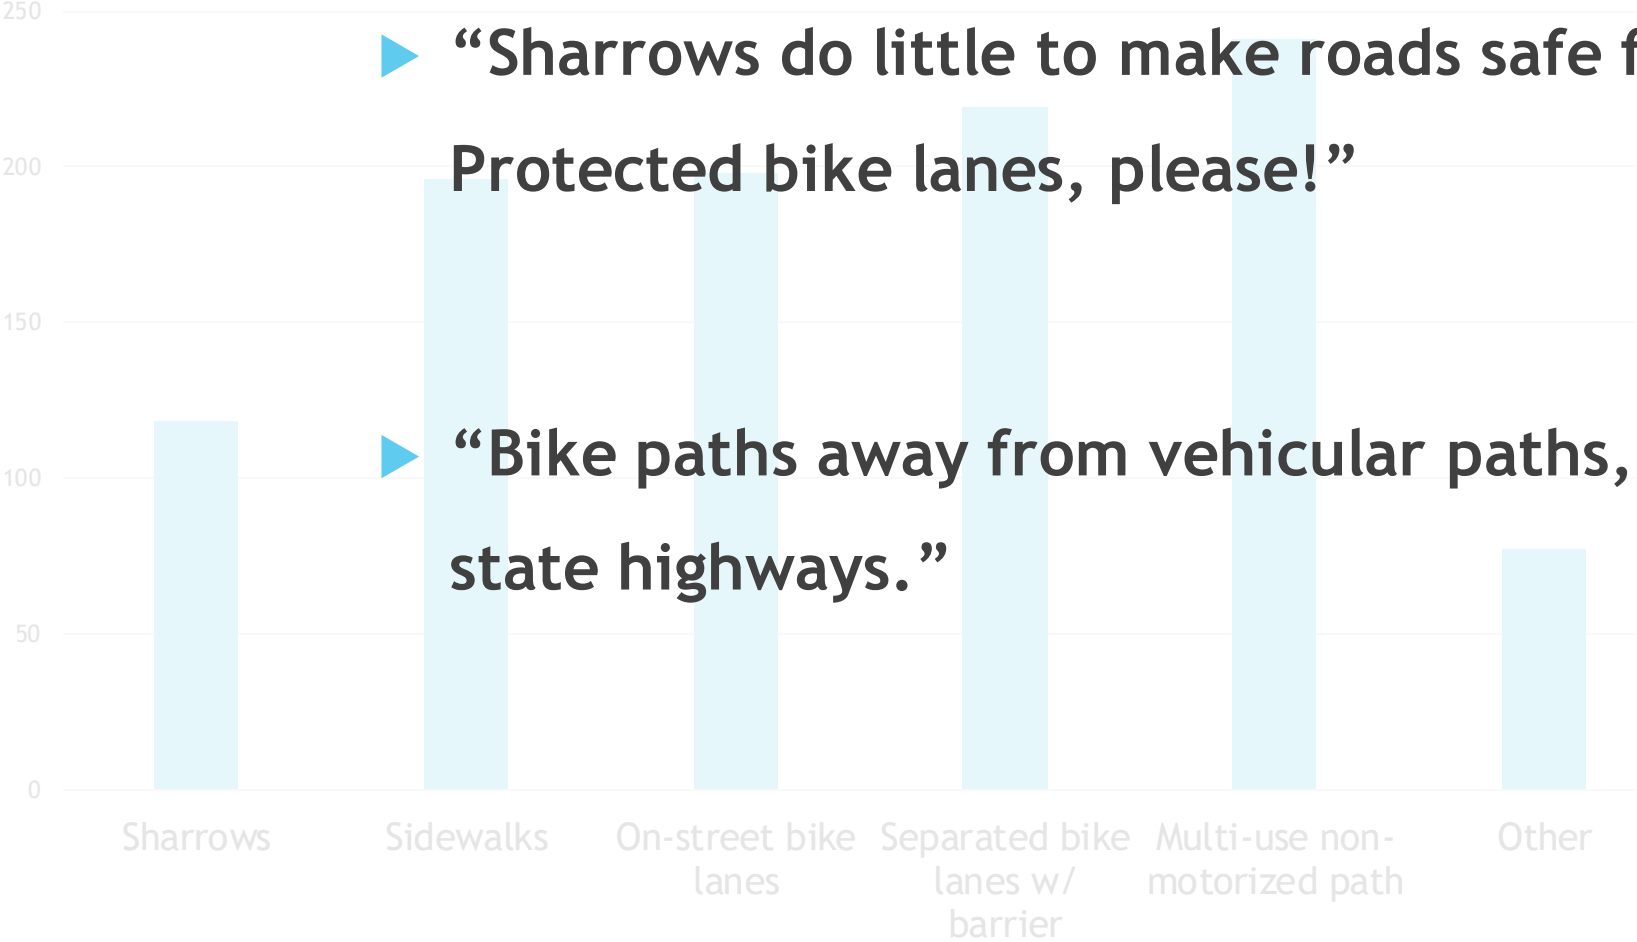 “Sharrows do little to make roads safe f
Protected bike lanes, please!”
“Bike paths away from vehicular paths,
state highways.”
250
200
150
100
50
0
Sharrows
Sidewalks
On-street bike
lanes
Separated bike
lanes w/
barrier
Multi-use non-
motorized path
Other